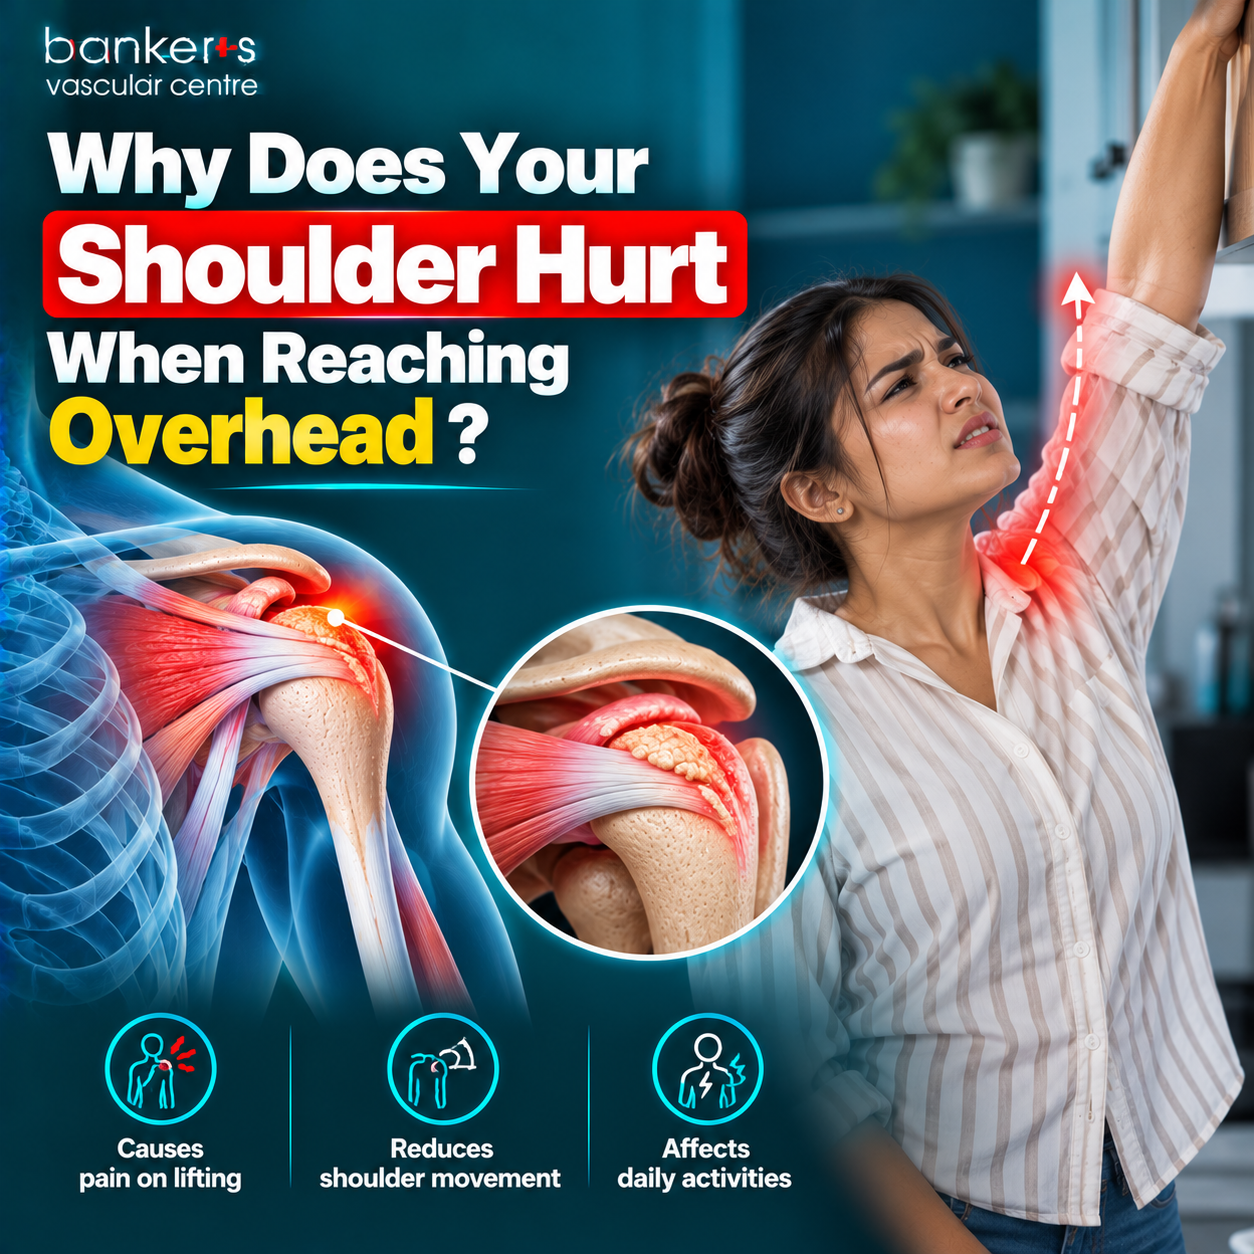 bankers
vascular centre
Why Does Your
Shoulder Hurt
When Reaching
Overhead ?
Causes
pain on lifting
Reduces
shoulder movement
Affects
daily activities